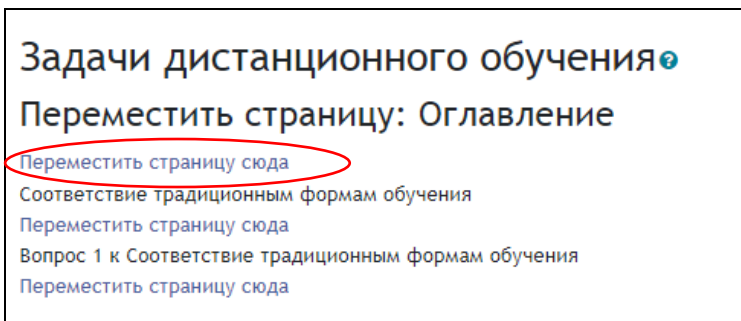 Задачи дистанционного обучения
Переместить страницу: Оглавление
Переместить страницу сюда
Соответствие традиционным формам обучения
Переместить страницу сюда
Вопрос 1 к Соответствие традиционным формам обучения
Переместить страницу сюда